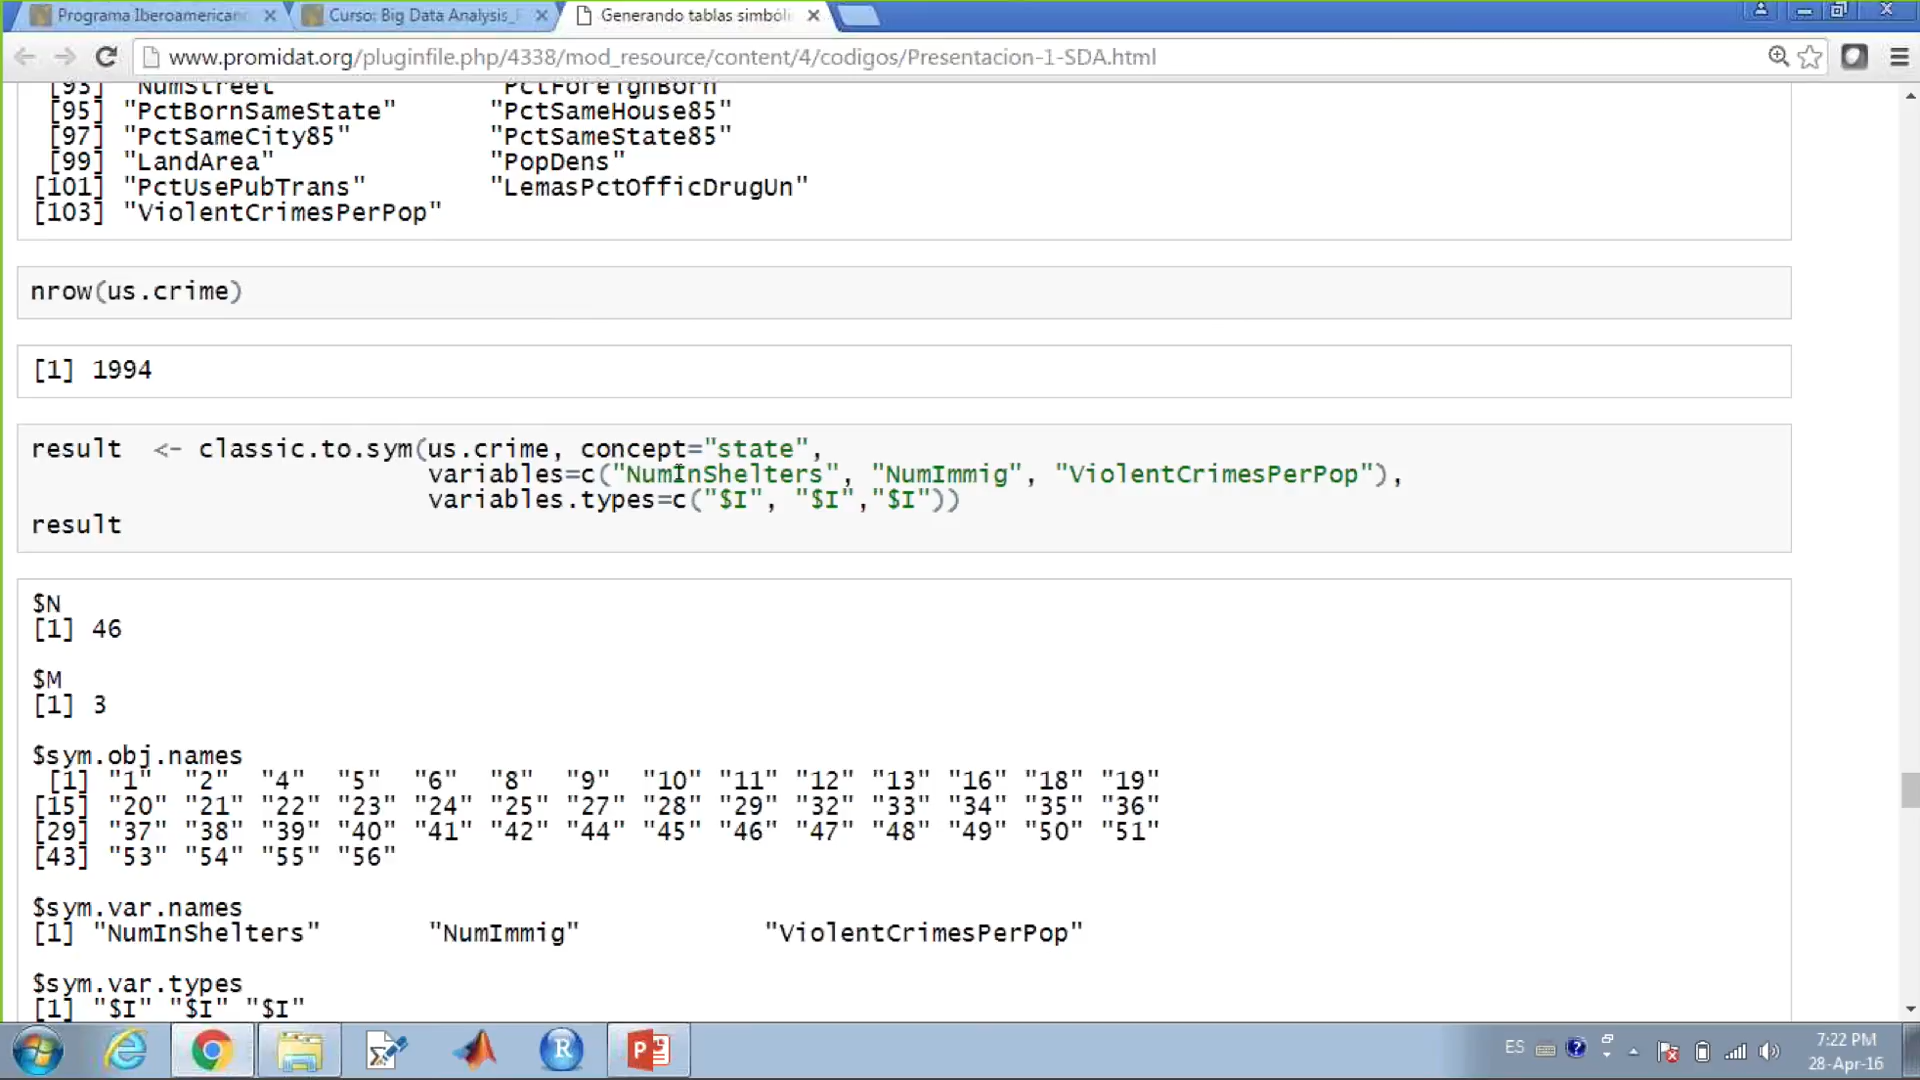 Programa Iberoamerican
Curso: Big Data Analysis_
Generando tablas simból
www.promidat.org/pluginfile.php/4338/mod_resource/content/4/codigos/Presentacion-1-SDA.html
[93] "NumStreet" "PctForeignBorn"
[95] "PctBornSameState" "PctSameHouse85"
[97] "PctSameCity85" "PctSameState85"
[99] "LandArea" "PopDens"
[101] "PctUsePubTrans" "LemasPctOfficDrugUn"
[103] "ViolentCrimesPerPop"
nrow(us.crime)
[1] 1994
result <- classic.to.sym(us.crime, concept="state",
variables=c("NumInShelters", "NumImmig", "ViolentCrimesPerPop"),
variables.types=c("$I", "$I","$I"))
result
$N
[1] 46
$M
[1] 3
$sym.obj.names
[1] "1" "2" "4" "5" "6" "8" "9" "10" "11" "12" "13" "16" "18" "19"
[15] "20" "21" "22" "23" "24" "25" "27" "28" "29" "32" "33" "34" "35" "36"
[29] "37" "38" "39" "40" "41" "42" "44" "45" "46" "47" "48" "49" "50" "51"
[43] "53" "54" "55" "56"
$sym.var.names
[1] "NumInShelters" "NumImmig" "ViolentCrimesPerPop"
$sym.var.types
[1] "$I" "$I" "$I"
ES
7:22 PM
28-Apr-16